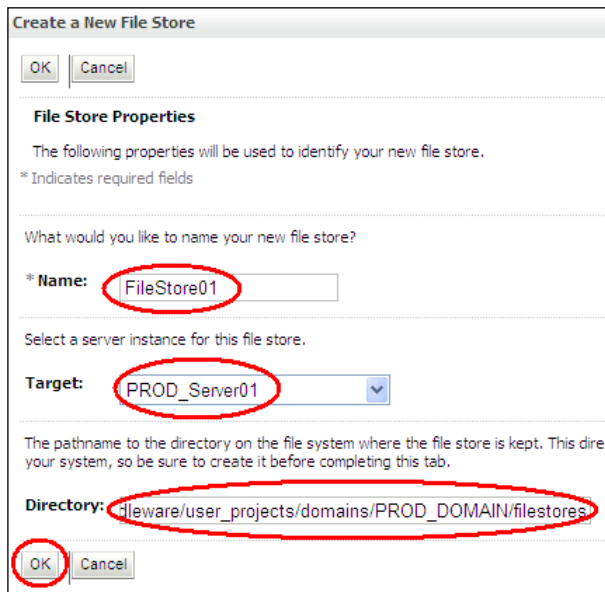 Create a New File Store
OK Cancel
File Store Properties
The following properties will be used to identify your new file store.
* Indicates required fields
What would you like to name your new file store?
* Name: FileStore01
Select a server instance for this file store.
Target: PROD_Server01
The pathname to the directory on the file system where the file store is kept. This dire
your system, so be sure to create it before completing this tab.
Directory: dleware/user_projects/domains/PROD_DOMAIN/filestores
OK Cancel